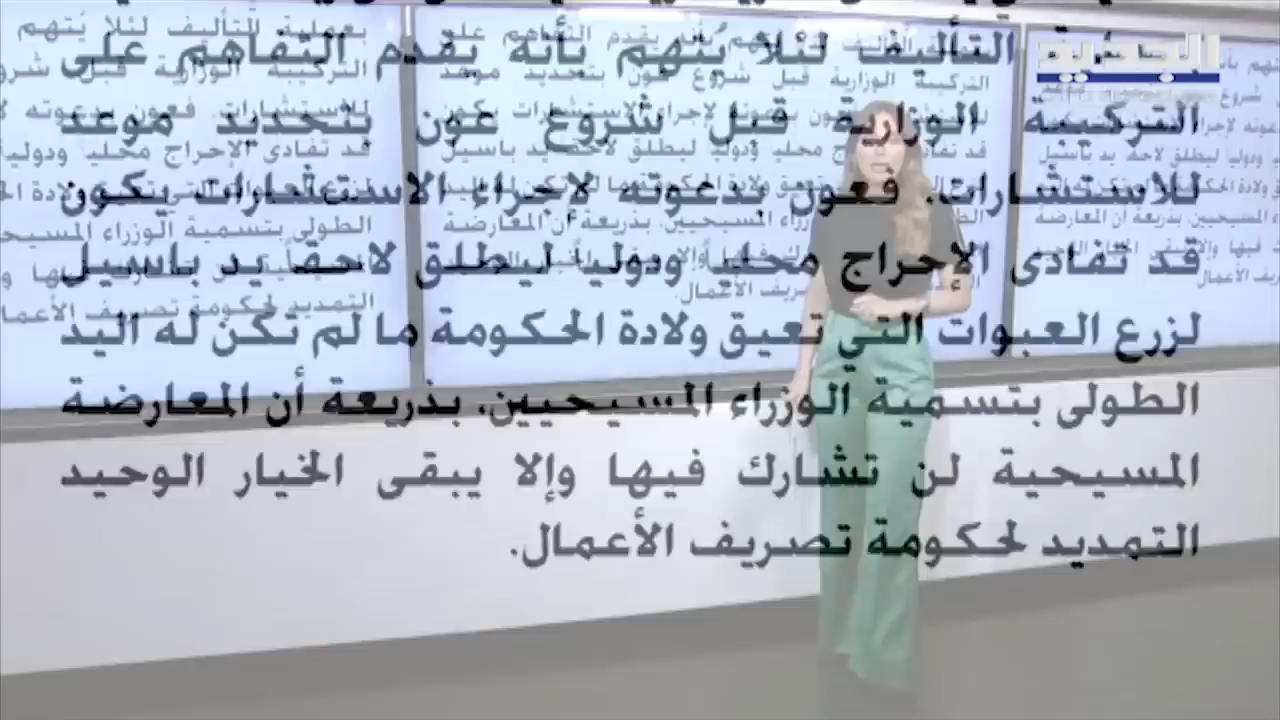 الجديد
بعملية التأليف لئلا يُتهم بأنه يقدم التفاهم على
التركيبة الوزارية قبل شروع عون بتحديد موعد
للاستشارات. فعون بدعوته لإجراء الاستشارات يكون
قد تفادى الإحراج محليا ودوليا ليطلق لاحقا يد باسيل
لزرع العبوات التي تعيق ولادة الحكومة ما لم تكن له اليد
الطولى بتسمية الوزراء المسيحيين، بذريعة أن المعارضة
المسيحية لن تشارك فيها وإلا يبقى الخيار الوحيد
التمديد لحكومة تصريف الأعمال.